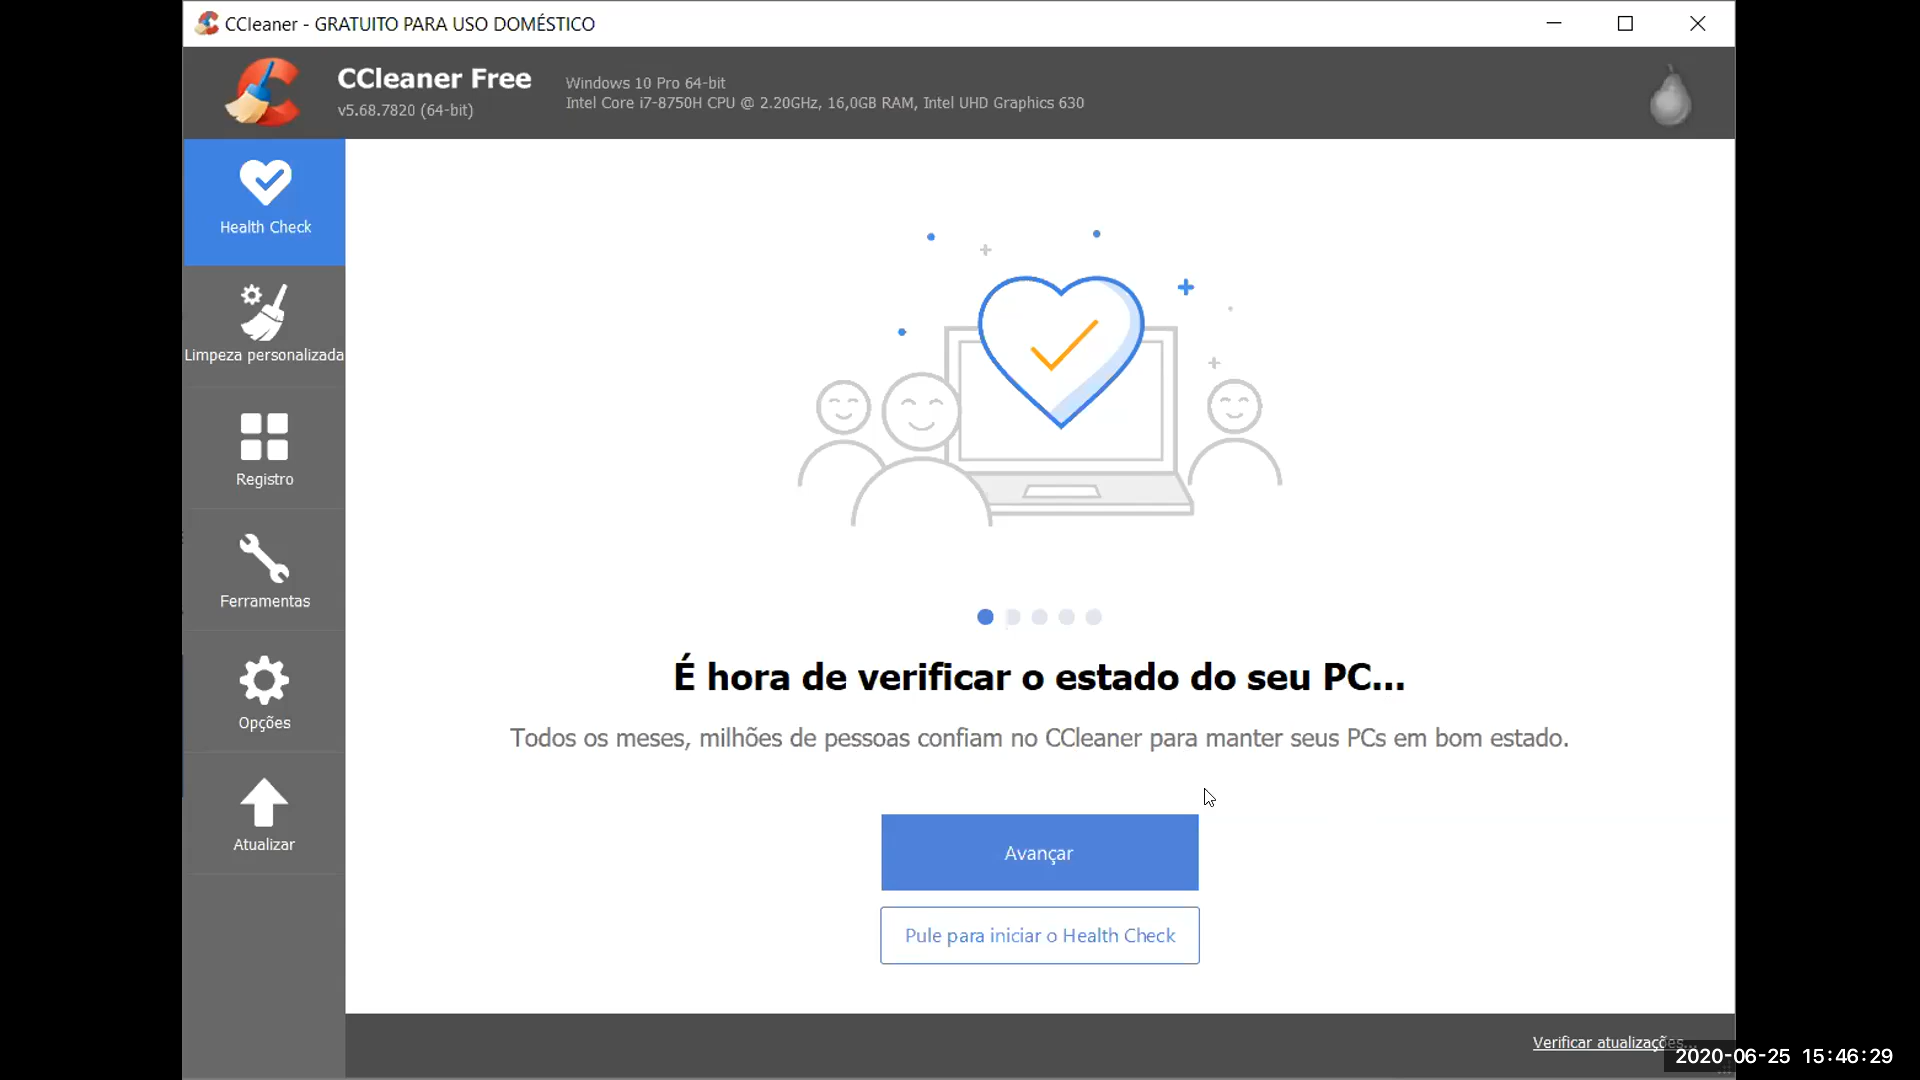 CCleaner - GRATUITO PARA USO DOMÉSTICO
CCleaner Free
v5.68.7820 (64-bit)
Windows 10 Pro 64-bit
Intel Core i7-8750H CPU @ 2.20GHz, 16,0GB RAM, Intel UHD Graphics 630
Health Check
Limpeza personalizada
Registro
Ferramentas
Opções
Atualizar
É hora de verificar o estado do seu PC...
Todos os meses, milhões de pessoas confiam no CCleaner para manter seus PCs em bom estado.
Avançar
Pule para iniciar o Health Check
Verificar atualizações...
2020-06-25 15:46:29